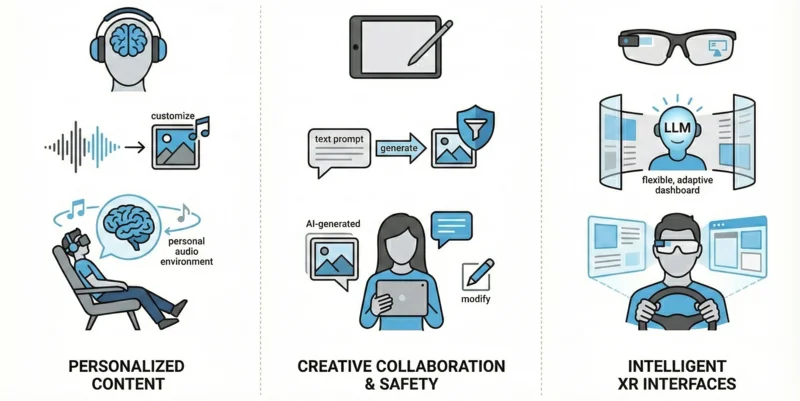 customize
personal
audio
environment
PERSONALIZED
CONTENT
text prompt
generate
AI-generated
modify
CREATIVE COLLABORATION
& SAFETY
LLM
flexible, adaptive
dashboard
INTELLIGENT
XR INTERFACES